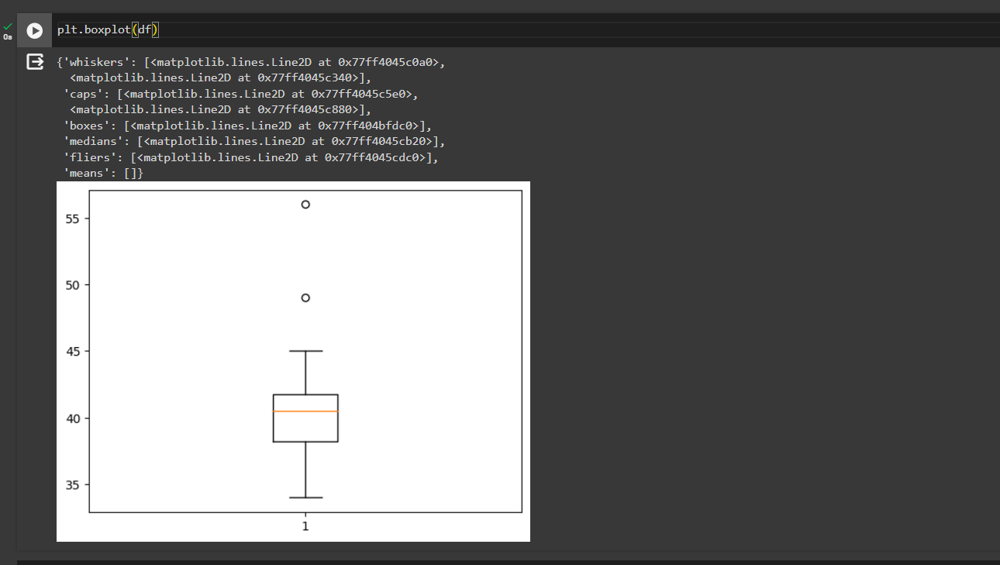 plt.boxplot(df)
0s
{'whiskers': [<matplotlib.lines.Line2D at 0x77ff4045c0a0>,
  <matplotlib.lines.Line2D at 0x77ff4045c340>],
 'caps': [<matplotlib.lines.Line2D at 0x77ff4045c5e0>,
  <matplotlib.lines.Line2D at 0x77ff4045c880>],
 'boxes': [<matplotlib.lines.Line2D at 0x77ff404bfdc0>],
 'medians': [<matplotlib.lines.Line2D at 0x77ff4045cb20>],
 'fliers': [<matplotlib.lines.Line2D at 0x77ff4045cdc0>],
 'means': []}
55
50
45
40
35
1